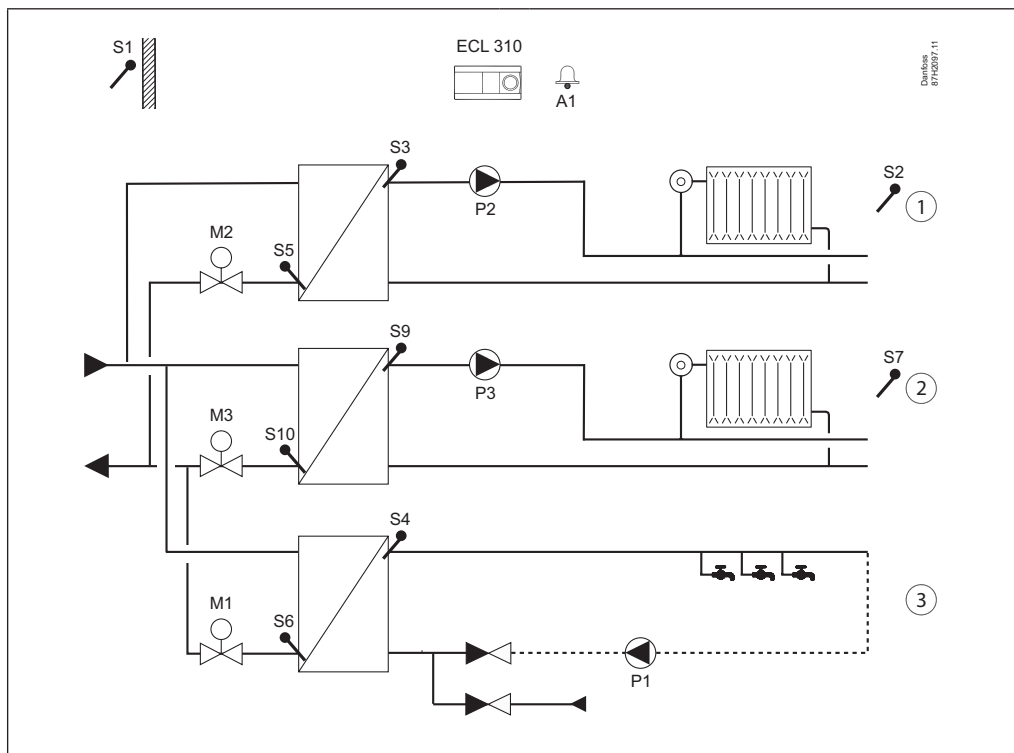 S1
ECL 310
A1
Danfoss
87H2097.11
S3
P2
S2
1
M2
S5
S9
P3
S7
2
M3
S10
S4
3
M1
S6
P1